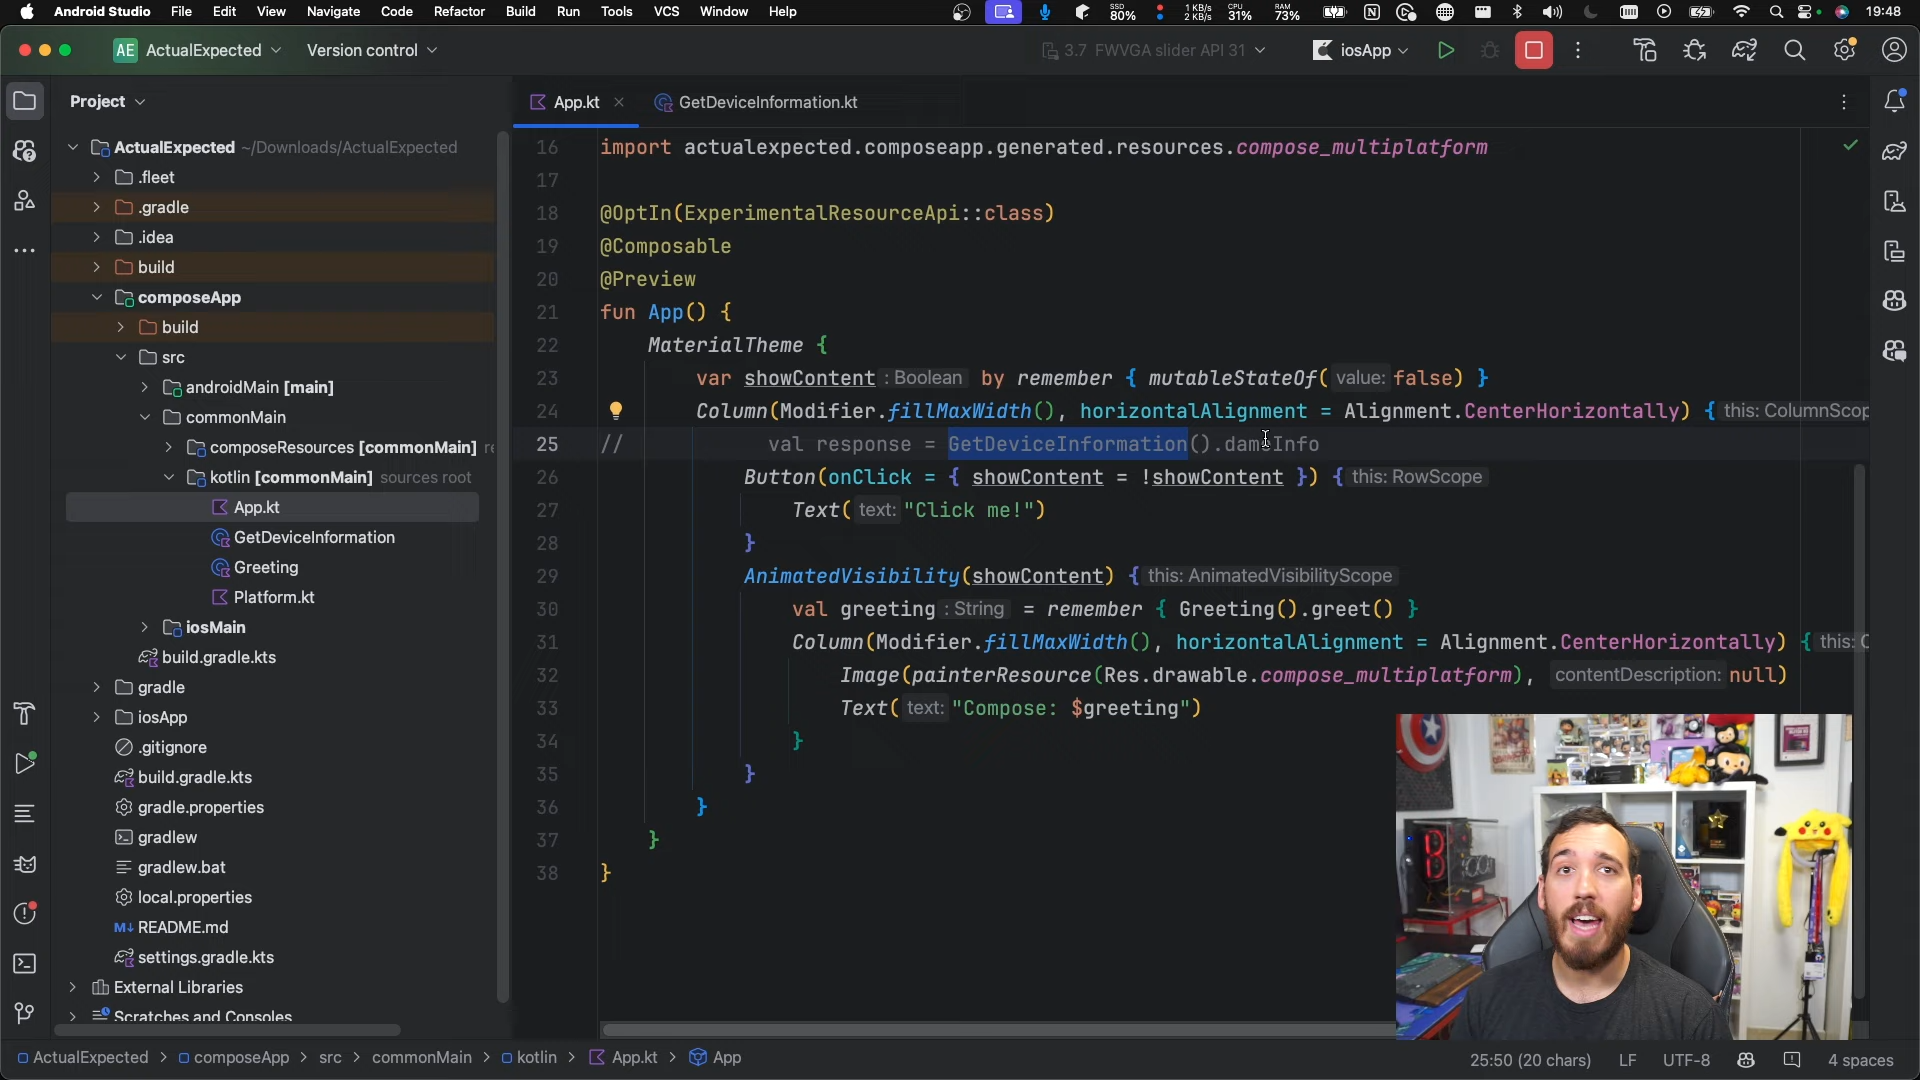 Android Studio File Edit View Navigate Code Refactor Build Run Tools VCS Window Help
1 KB/s 2 KB/s
SSD 80%
CPU 31%
RAM 73%
19:48
AE ActualExpected Version control
3.7 FWVGA slider API 31 iosApp
Project
ActualExpected ~/Downloads/ActualExpected
.fleet
.gradle
.idea
build
composeApp
build
src
androidMain [main]
commonMain
composeResources [commonMain] re
kotlin [commonMain] sources root
App.kt
GetDeviceInformation
Greeting
Platform.kt
iosMain
build.gradle.kts
gradle
iosApp
.gitignore
build.gradle.kts
gradle.properties
gradlew
gradlew.bat
local.properties
README.md
settings.gradle.kts
External Libraries
Scratches and Consoles
App.kt GetDeviceInformation.kt
16 import actualexpected.composeapp.generated.resources.compose_multiplatform
17
18 @OptIn(ExperimentalResourceApi::class)
19 @Composable
20 @Preview
21 fun App() {
22 MaterialTheme {
23 var showContent : Boolean by remember { mutableStateOf( value: false) }
24 Column(Modifier.fillMaxWidth(), horizontalAlignment = Alignment.CenterHorizontally) { this: ColumnScop
25 // val response = GetDeviceInformation().dameInfo
26 Button(onClick = { showContent = !showContent }) { this: RowScope
27 Text( text: "Click me!")
28 }
29 AnimatedVisibility(showContent) { this: AnimatedVisibilityScope
30 val greeting : String = remember { Greeting().greet() }
31 Column(Modifier.fillMaxWidth(), horizontalAlignment = Alignment.CenterHorizontally) { this: C
32 Image(painterResource(Res.drawable.compose_multiplatform), contentDescription: null)
33 Text( text: "Compose: $greeting")
34 }
35 }
36 }
37 }
38 }
ActualExpected > composeApp > src > commonMain > kotlin > App.kt > App
25:50 (20 chars) LF UTF-8 4 spaces